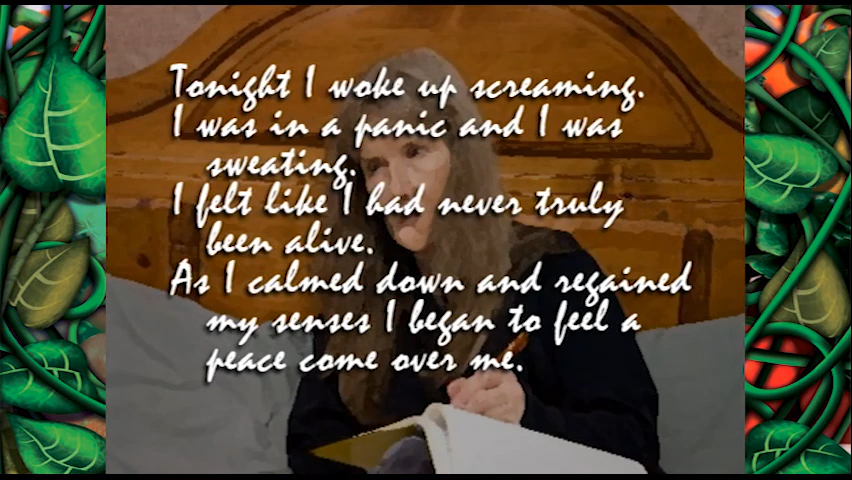 Tonight I woke up screaming.
I was in a panic and I was
sweating.
I felt like I had never truly
been alive.
As I calmed down and regained
my senses I began to feel a
peace come over me.